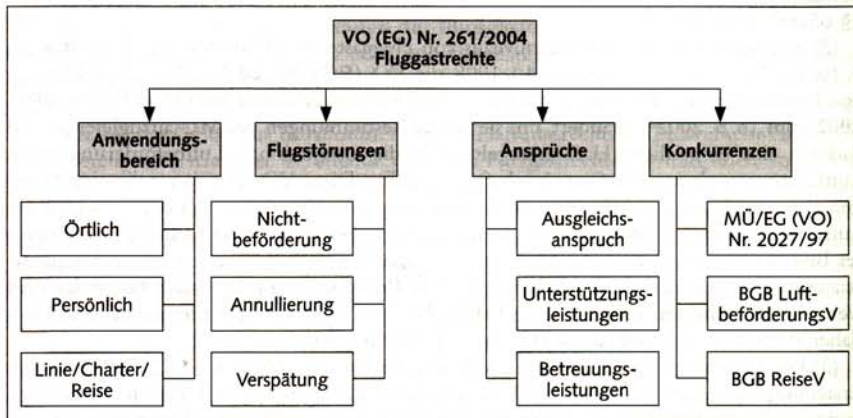 VO (EG) Nr. 261/2004
Fluggastrechte
Anwendungs-
bereich
Örtlich
Persönlich
Linie/Charter/
Reise
Flugstörungen
Nicht-
beförderung
Annullierung
Verspätung
Ansprüche
Ausgleichs-
anspruch
Unterstützungs-
leistungen
Betreuungs-
leistungen
Konkurrenzen
MÜ/EG (VO)
Nr. 2027/97
BGB Luft-
beförderungsV
BGB ReiseV